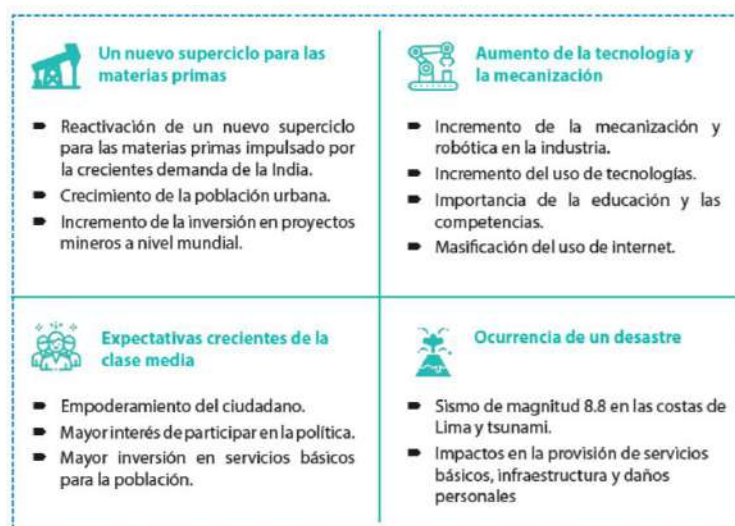 Un nuevo superciclo para las
materias primas
Reactivación de un nuevo superciclo
para las materias primas impulsado por
la crecientes demanda de la India.
Crecimiento de la población urbana.
Incremento de la inversión en proyectos
mineros a nivel mundial.
Aumento de la tecnología y
la mecanización
Incremento de la mecanización y
robótica en la industria.
Incremento del uso de tecnologías.
Importancia de la educación y las
competencias.
Masificación del uso de internet.
Expectativas crecientes de la
clase media
Empoderamiento del ciudadano.
Mayor interés de participar en la política.
Mayor inversión en servicios básicos
para la población.
Ocurrencia de un desastre
Sismo de magnitud 8.8 en las costas de
Lima y tsunami.
Impactos en la provisión de servicios
básicos, infraestructura y daños
personales